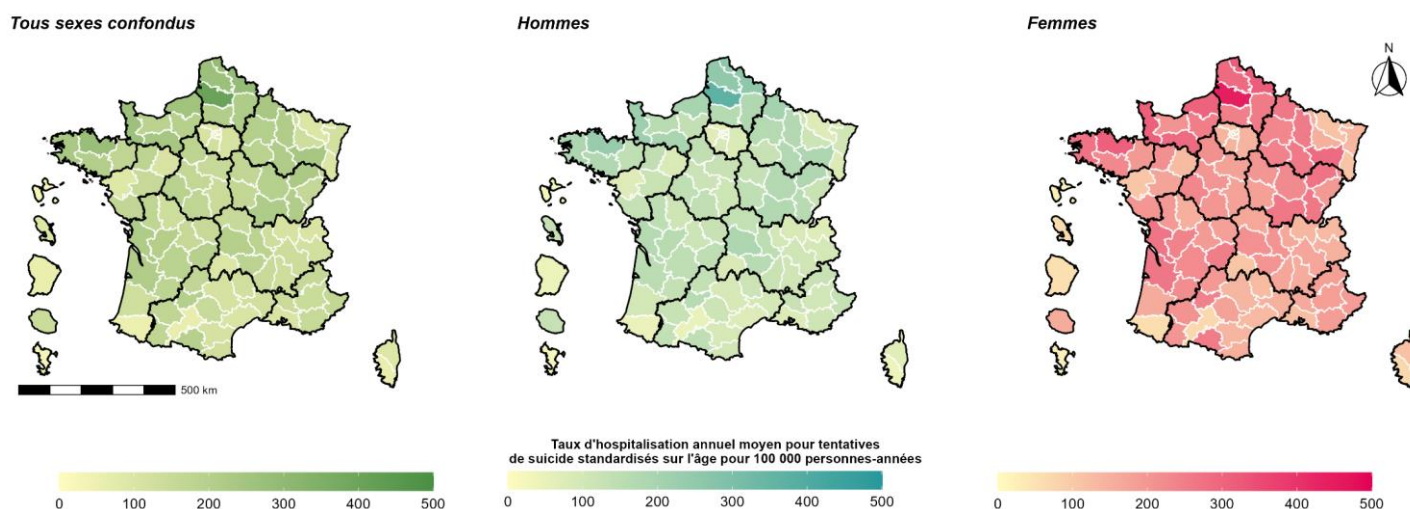 Tous sexes confondus
Hommes
Femmes
N
500 km
Taux d'hospitalisation annuel moyen pour tentatives
de suicide standardisés sur l'âge pour 100 000 personnes-années
0 100 200 300 400 500
0 100 200 300 400 500
0 100 200 300 400 500